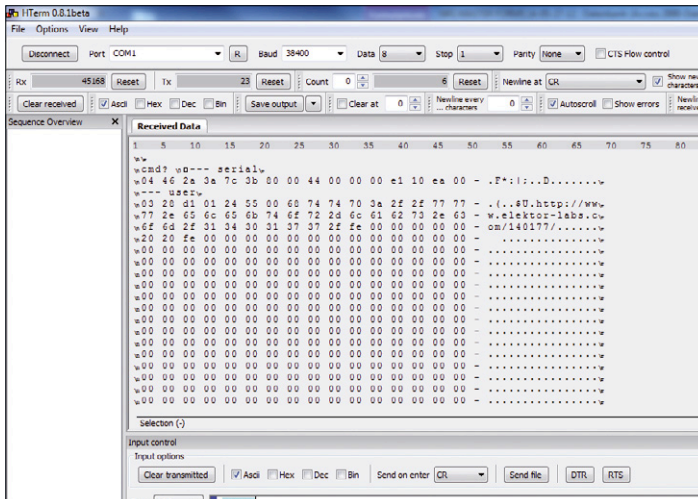 HTerm 0.8.1beta
File Options View Help
Disconnect Port COM1 R Baud 38400 Data 8 Stop 1 Parity None CTS Flow control
Rx 45168 Reset Tx 23 Reset Count 0 6 Reset Newline at CR Show new characters
Clear received Ascii Hex Dec Bin Save output Clear at 0 Newline every ... characters 0 Autoscroll Show errors Newline receive
Sequence Overview X Received Data
1 5 10 15 20 25 30 35 40 45 50 55 60 65 70 75 80
cmd? --- serial
04 46 2a 3a 7c 3b 80 00 44 00 00 00 e1 10 ea 00 - .F*:|;..D.......
--- user
03 28 d1 01 24 55 00 68 74 74 70 3a 2f 2f 77 77 - .(..$U.http://ww
77 2e 65 6c 65 6b 74 6f 72 2d 6c 61 62 73 2e 63 - w.elektor-labs.c
6f 6d 2f 31 34 30 31 37 37 2f fe 00 00 00 00 00 - om/140177/......
20 20 fe 00 00 00 00 00 00 00 00 00 00 00 00 00 - ..............
00 00 00 00 00 00 00 00 00 00 00 00 00 00 00 00 - ................
00 00 00 00 00 00 00 00 00 00 00 00 00 00 00 00 - ................
00 00 00 00 00 00 00 00 00 00 00 00 00 00 00 00 - ................
00 00 00 00 00 00 00 00 00 00 00 00 00 00 00 00 - ................
00 00 00 00 00 00 00 00 00 00 00 00 00 00 00 00 - ................
00 00 00 00 00 00 00 00 00 00 00 00 00 00 00 00 - ................
00 00 00 00 00 00 00 00 00 00 00 00 00 00 00 00 - ................
00 00 00 00 00 00 00 00 00 00 00 00 00 00 00 00 - ................
00 00 00 00 00 00 00 00 00 00 00 00 00 00 00 00 - ................
00 00 00 00 00 00 00 00 00 00 00 00 00 00 00 00 - ................
00 00 00 00 00 00 00 00 00 00 00 00 00 00 00 00 - ................
00 00 00 00 00 00 00 00 00 00 00 00 00 00 00 00 - ................
Selection (-)
Input control
Input options
Clear transmitted Ascii Hex Dec Bin Send on enter CR Send file DTR RTS